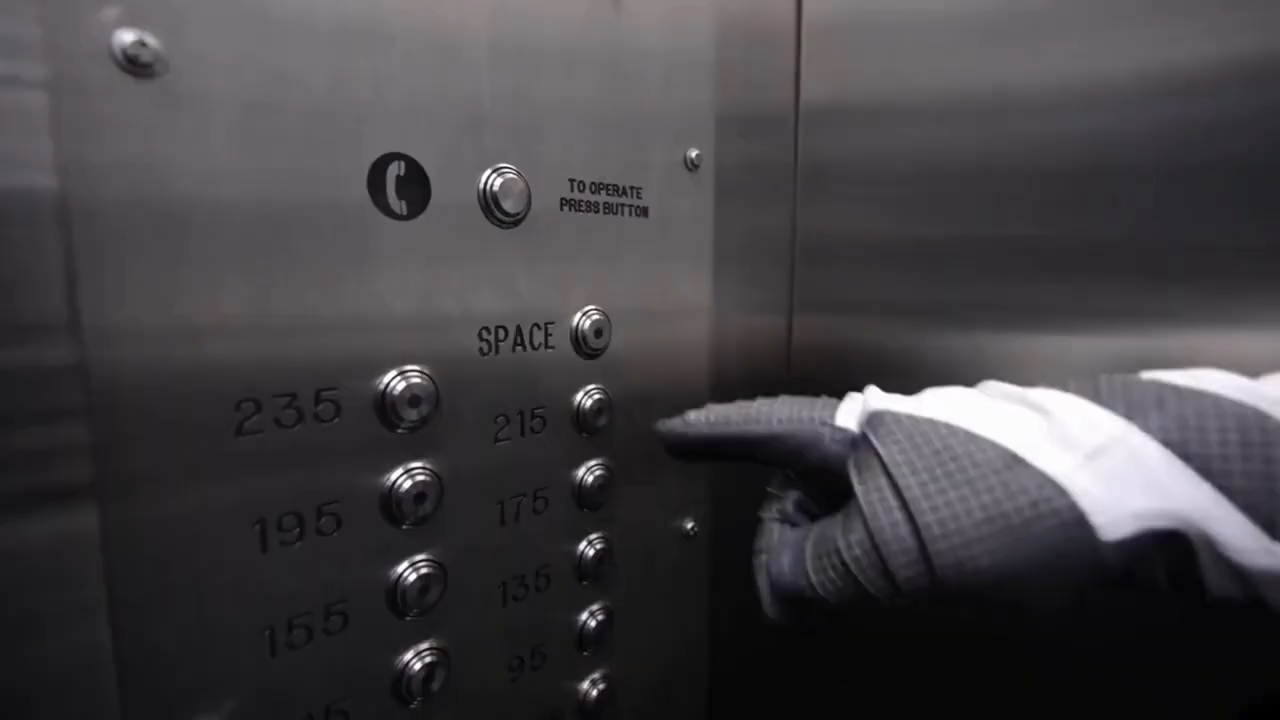 TO OPERATE
PRESS BUTTON
SPACE
235
215
195
175
155
135
95